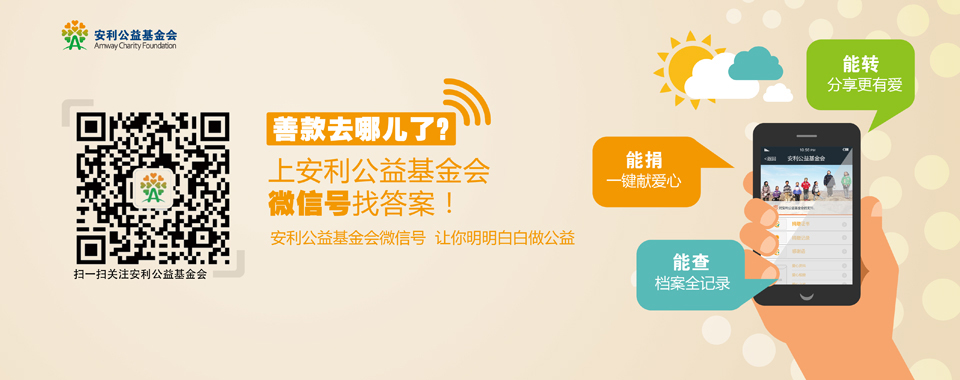 安利公益基金会
Amway Charity Foundation
善款去哪儿了?
上安利公益基金会
微信号找答案！
安利公益基金会微信号 让你明明白白做公益
扫一扫关注安利公益基金会
能转
分享更有爱
能捐
一键献爱心
能查
档案全记录
安利公益基金会